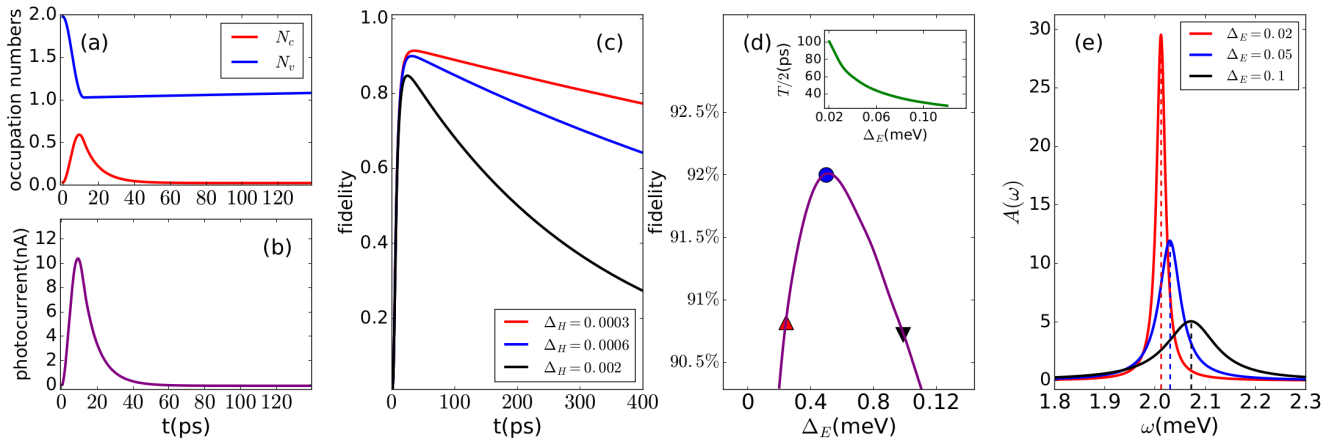 (a)
N_c
N_v
occupation numbers
2.0
1.0
0.0
0 20 40 60 80 100 120
(b)
photocurrent(nA)
12
10
8
6
4
2
0
0 20 40 60 80 100 120
t(ps)
(c)
fidelity
1.0
0.8
0.6
0.4
0.2
Δ_H=0.0003
Δ_H=0.0006
Δ_H=0.002
0 100 200 300 400
t(ps)
(d)
fidelity
92.5%
92%
91.5%
91%
90.5%
T/2(ps)
100
80
60
40
0.02 0.06 0.10
Δ_E(meV)
0 0.4 0.8 0.12
Δ_E(meV)
(e)
A(ω)
30
25
20
15
10
5
0
Δ_E=0.02
Δ_E=0.05
Δ_E=0.1
1.8 1.9 2.0 2.1 2.2 2.3
ω(meV)